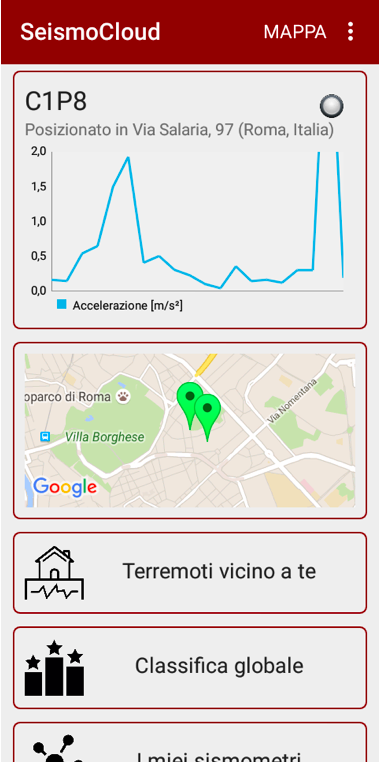 SeismoCloud
MAPPA
C1P8
Posizionato in Via Salaria, 97 (Roma, Italia)
2,0
1,5
1,0
0,5
0,0
Accelerazione [m/s²]
oparco di Roma
Via Nomentana
Villa Borghese
Google
Terremoti vicino a te
Classifica globale
I miei sismometri